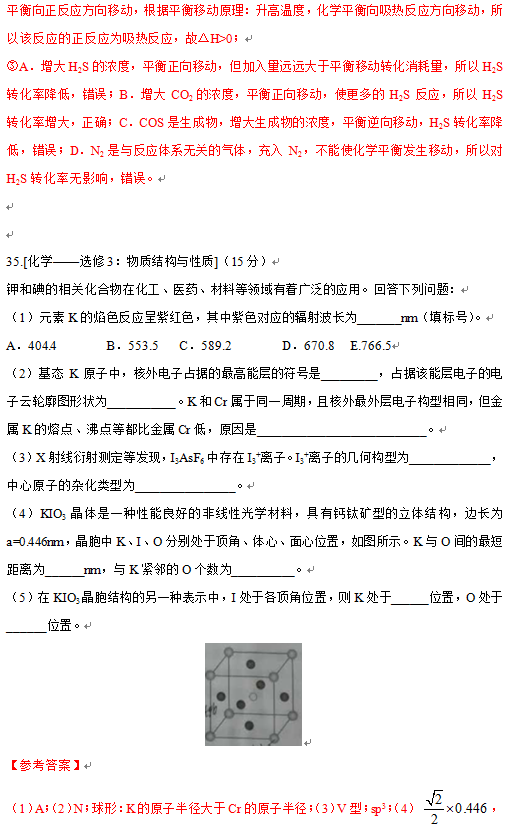 平衡向正反应方向移动，根据平衡移动原理：升高温度，化学平衡向吸热反应方向移动，所
以该反应的正反应为吸热反应，故△H>0；
③A．增大H₂S的浓度，平衡正向移动，但加入量远远大于平衡移动转化消耗量，所以H₂S
转化率降低，错误；B．增大 CO₂的浓度，平衡正向移动，使更多的H₂S 反应，所以H₂S
转化率增大，正确；C．COS是生成物，增大生成物的浓度，平衡逆向移动，H₂S转化率降
低，错误；D．N₂是与反应体系无关的气体，充入 N₂，不能使化学平衡发生移动，所以对
H₂S 转化率无影响，错误。
35.[化学——选修3：物质结构与性质]（15分）
钾和碘的相关化合物在化工、医药、材料等领域有着广泛的应用。回答下列问题：
（1）元素K的焰色反应呈紫红色，其中紫色对应的辐射波长为_______nm（填标号）。
A．404.4 B．553.5 C．589.2 D．670.8 E.766.5
（2）基态 K 原子中，核外电子占据的最高能层的符号是_________，占据该能层电子的电
子云轮廓图形状为___________。K和Cr属于同一周期，且核外最外层电子构型相同，但金
属K的熔点、沸点等都比金属Cr低，原因是___________________________。
（3）X射线衍射测定等发现，I₃AsF₆中存在I₃⁺离子。I₃⁺离子的几何构型为_____________，
中心原子的杂化类型为________________。
（4）KIO₃晶体是一种性能良好的非线性光学材料，具有钙钛矿型的立体结构，边长为
a=0.446nm，晶胞中K、I、O分别处于顶角、体心、面心位置，如图所示。K与O间的最短
距离为______nm，与K紧邻的O个数为__________。
（5）在KIO₃晶胞结构的另一种表示中，I处于各顶角位置，则K处于______位置，O处于
______位置。
【参考答案】
（1）A；（2）N；球形；K的原子半径大于Cr的原子半径；（3）V型；sp³；（4）√2/2×0.446，